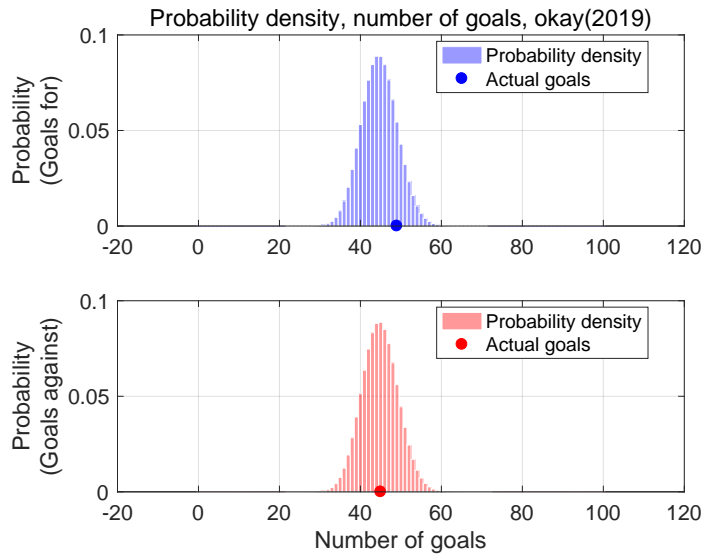 Probability density, number of goals, okay(2019)
Probability
(Goals for)
0.1
0.05
0
-20 0 20 40 60 80 100 120
Probability density
Actual goals
Probability
(Goals against)
0.1
0.05
0
-20 0 20 40 60 80 100 120
Probability density
Actual goals
Number of goals